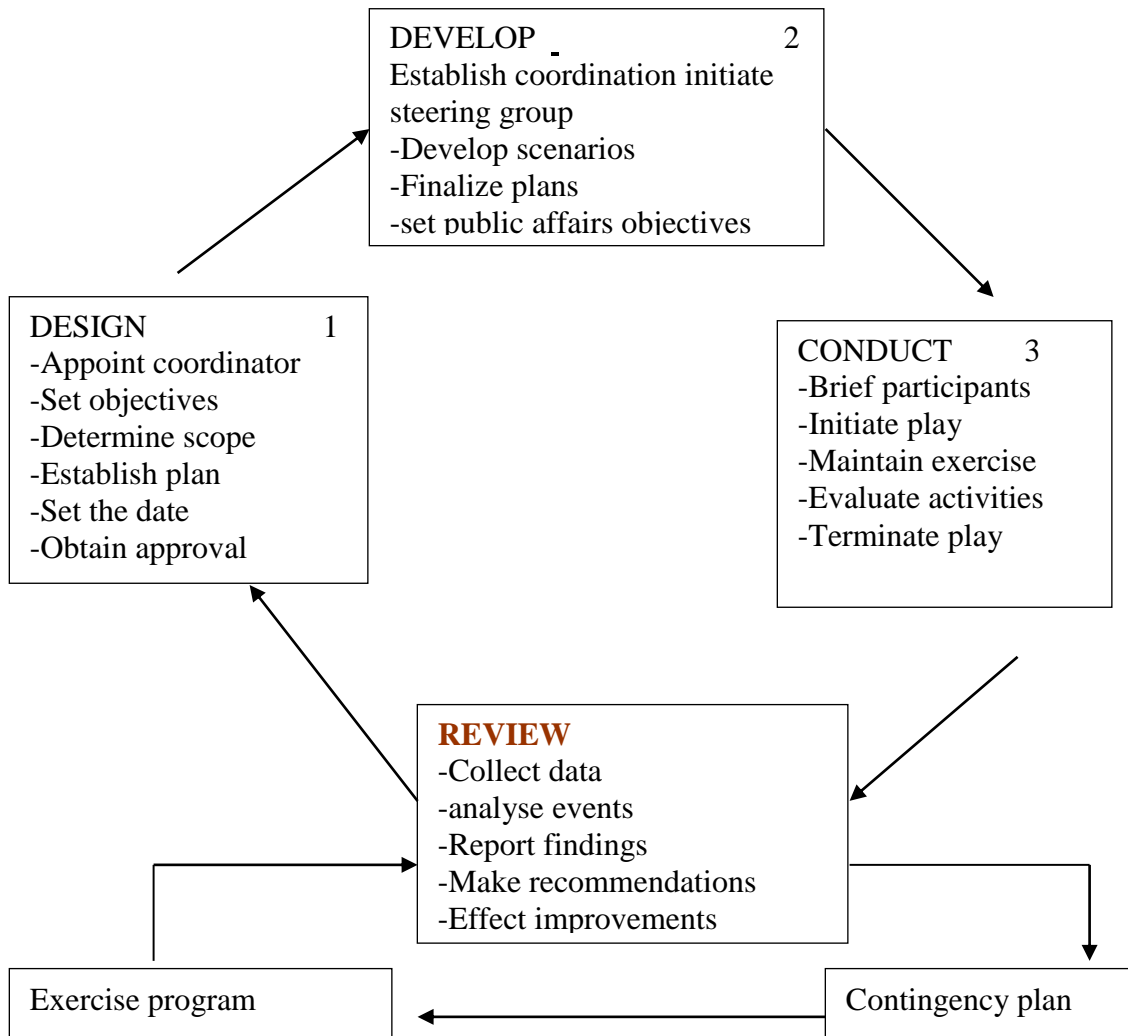 DEVELOP 2
Establish coordination initiate
steering group
-Develop scenarios
-Finalize plans
-set public affairs objectives
DESIGN 1
-Appoint coordinator
-Set objectives
-Determine scope
-Establish plan
-Set the date
-Obtain approval
CONDUCT 3
-Brief participants
-Initiate play
-Maintain exercise
-Evaluate activities
-Terminate play
REVIEW
-Collect data
-analyse events
-Report findings
-Make recommendations
-Effect improvements
Exercise program
Contingency plan